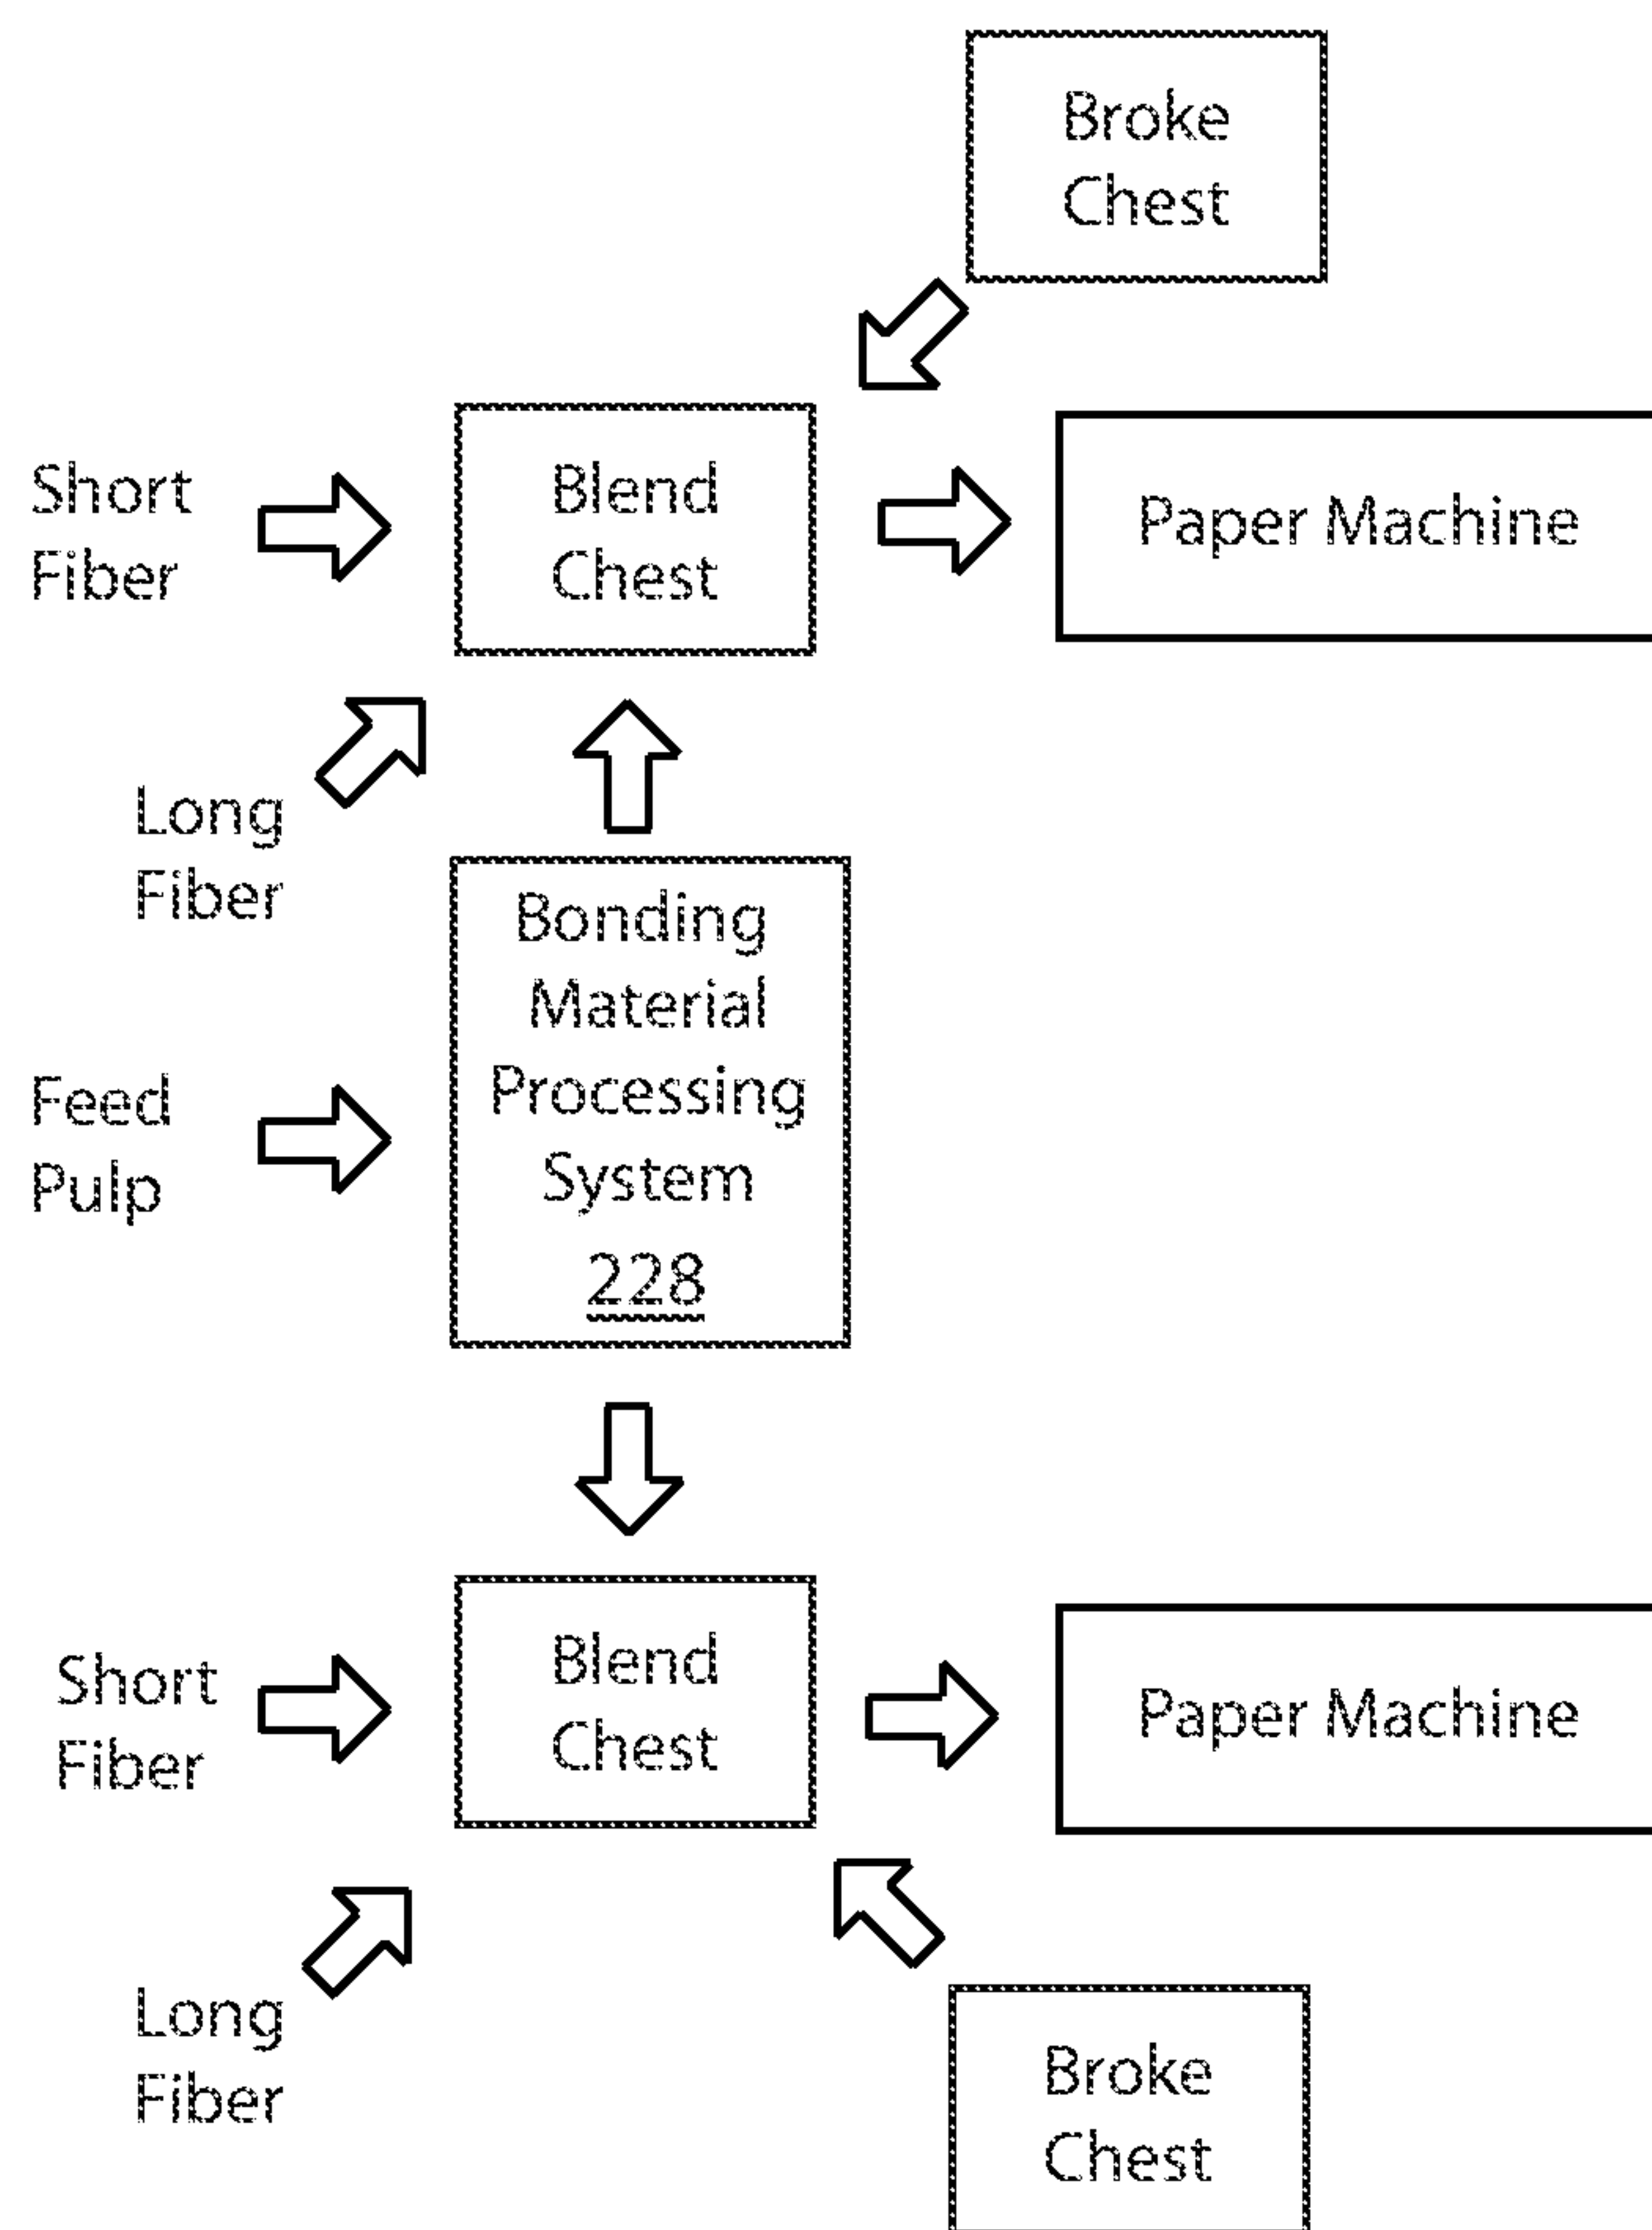 Broke
Chest
Short
Fiber
Blend
Chest
Paper Machine
Long
Fiber
Bonding
Material
Processing
System
228
Feed
Pulp
Short
Fiber
Blend
Chest
Paper Machine
Long
Fiber
Broke
Chest